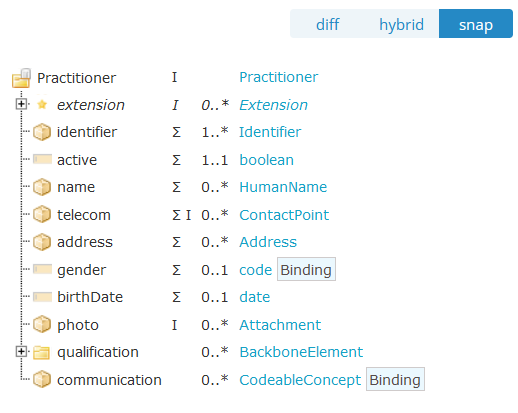 diff hybrid snap
Practitioner I Practitioner
extension I 0..* Extension
identifier Σ 1..* Identifier
active Σ 1..1 boolean
name Σ 0..* HumanName
telecom Σ I 0..* ContactPoint
address Σ 0..* Address
gender Σ 0..1 code Binding
birthDate Σ 0..1 date
photo I 0..* Attachment
qualification 0..* BackboneElement
communication 0..* CodeableConcept Binding